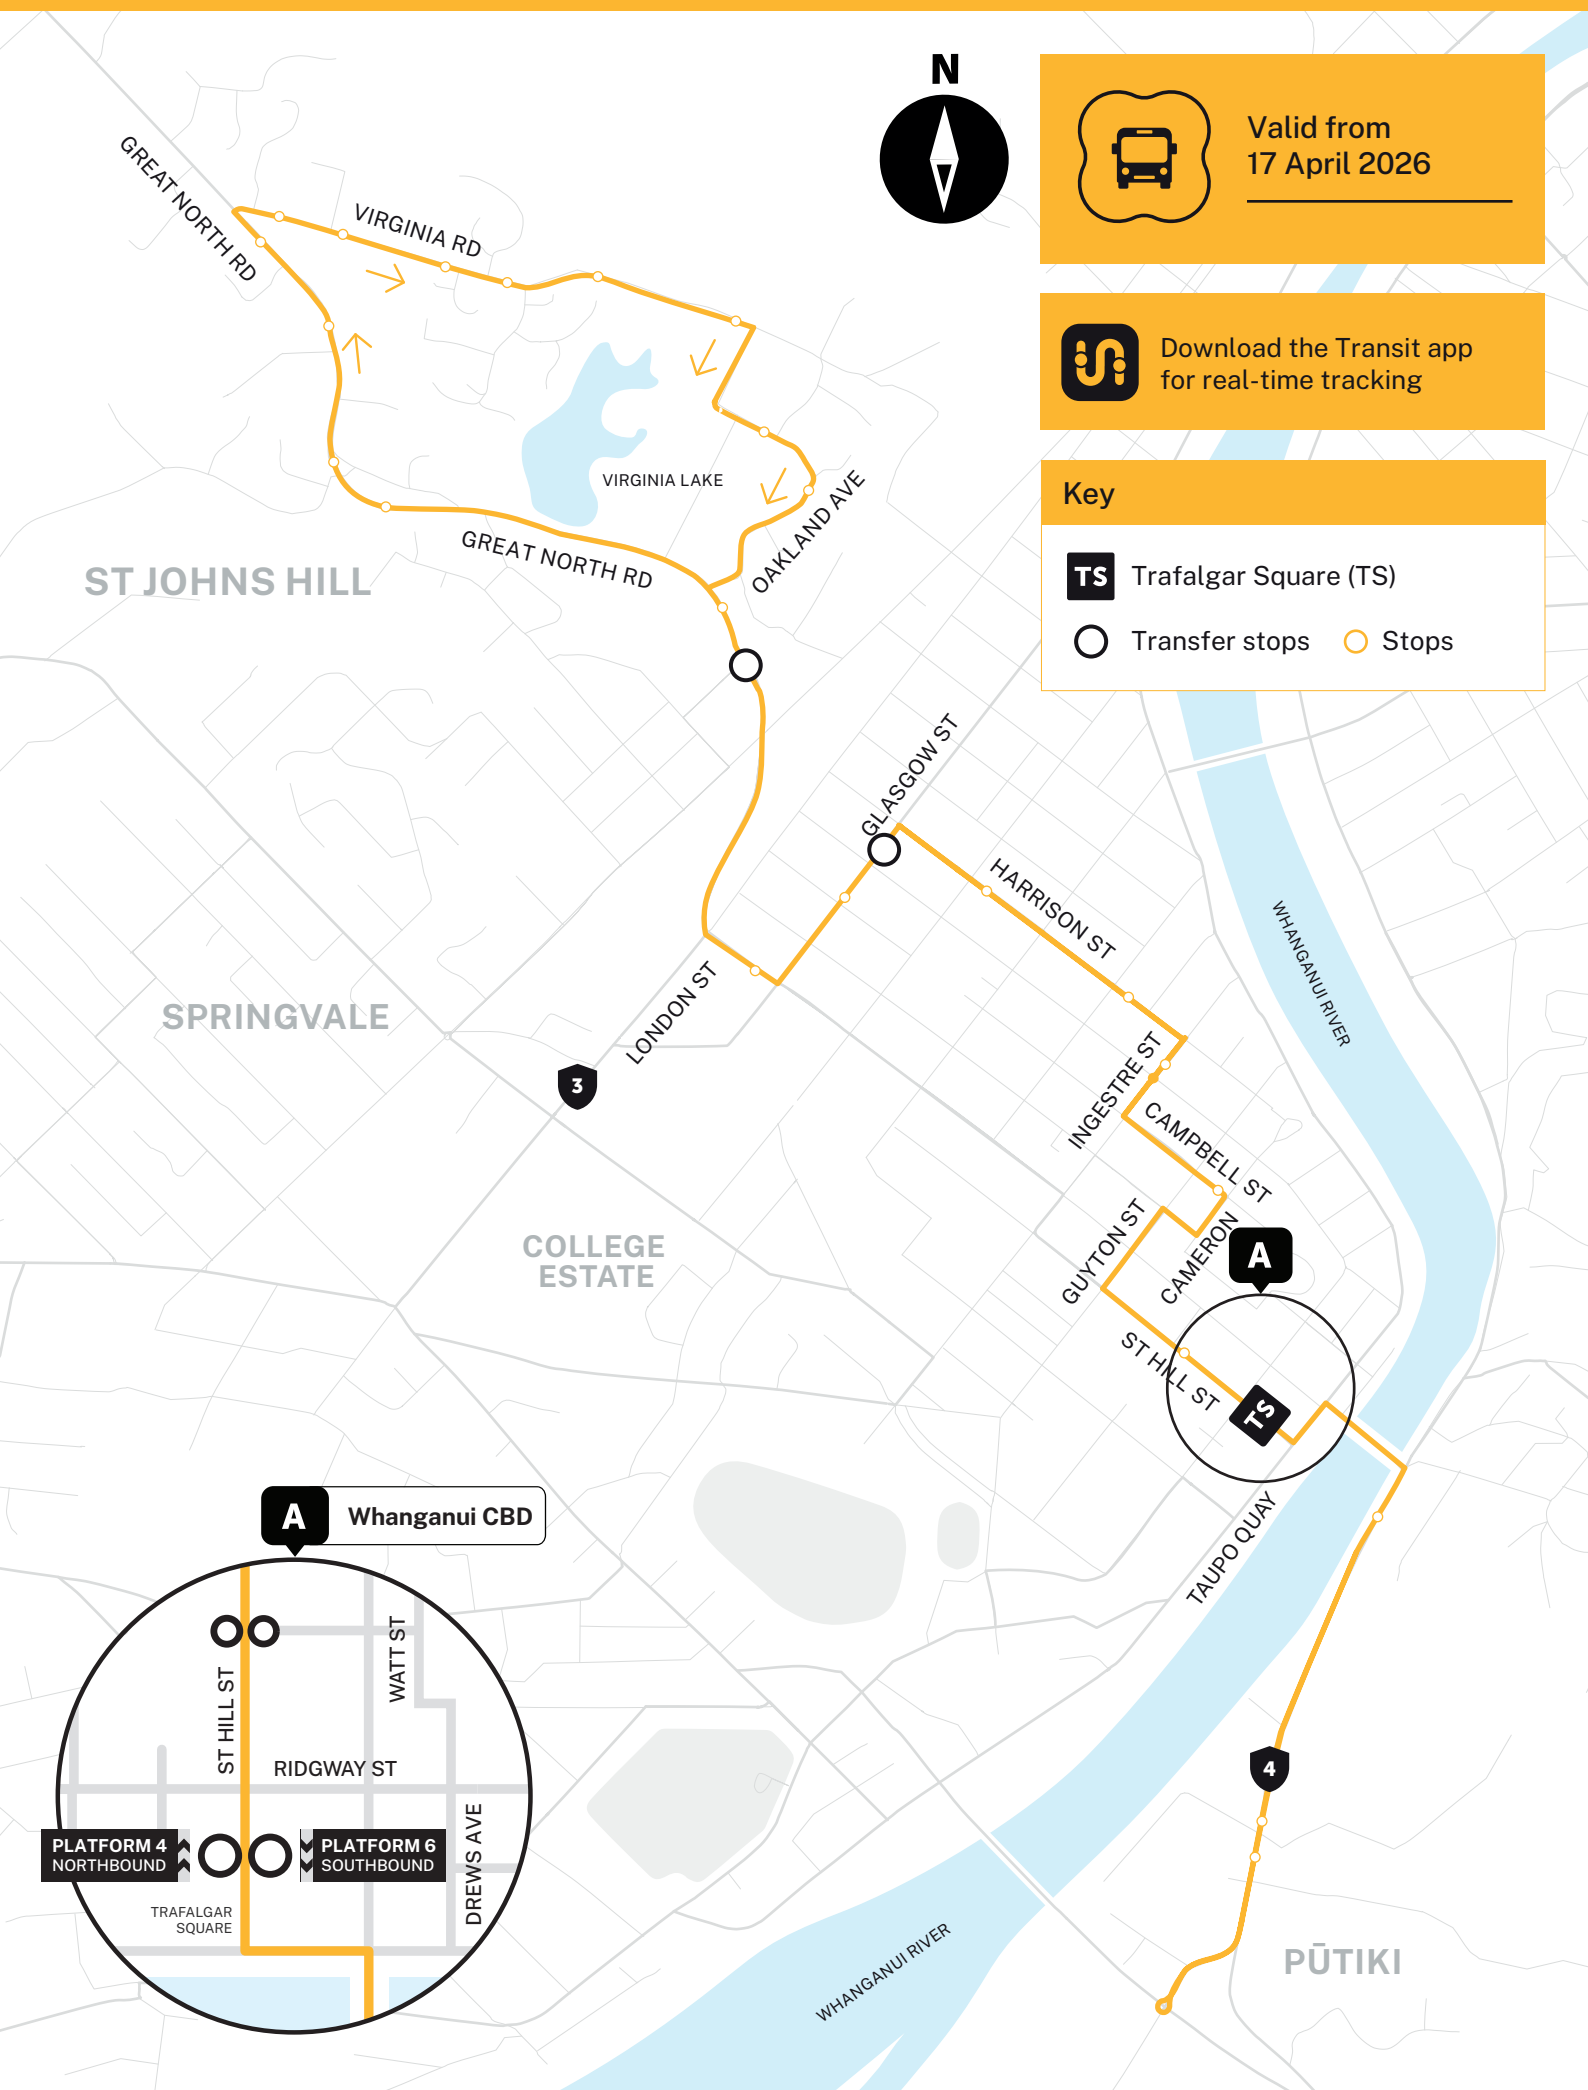 N
Valid from
17 April 2026
Download the Transit app
for real-time tracking
Key
TS Trafalgar Square (TS)
Transfer stops
Stops
GREAT NORTH RD
VIRGINIA RD
VIRGINIA LAKE
OAKLAND AVE
GREAT NORTH RD
ST JOHNS HILL
GLASGOW ST
HARRISON ST
WHANGANUI RIVER
LONDON ST
SPRINGVALE
3
INGESTRE ST
CAMPBELL ST
GUYTON ST
CAMERON
A
COLLEGE
ESTATE
ST HILL ST
TS
TAUPO QUAY
A
Whanganui CBD
WATT ST
ST HILL ST
RIDGWAY ST
PLATFORM 4
NORTHBOUND
PLATFORM 6
SOUTHBOUND
DREWS AVE
TRAFALGAR
SQUARE
4
WHANGANUI RIVER
PŪTIKI